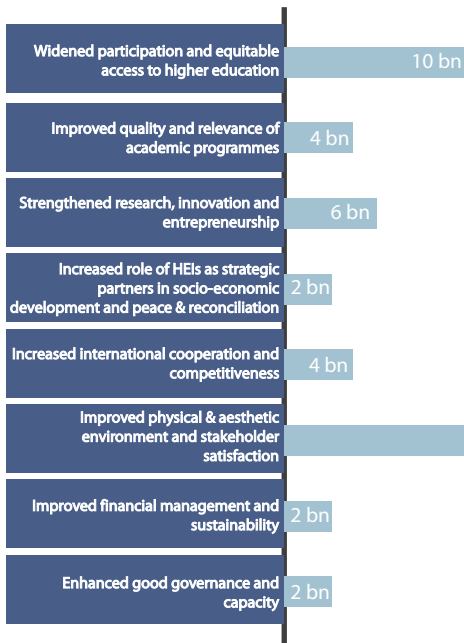 Widened participation and equitable
access to higher education
10 bn
Improved quality and relevance of
academic programmes
4 bn
Strengthened research, innovation and
entrepreneurship
6 bn
Increased role of HEIs as strategic
partners in socio-economic
development and peace & reconciliation
2 bn
Increased international cooperation and
competitiveness
4 bn
Improved physical & aesthetic
environment and stakeholder
satisfaction
Improved financial management and
sustainability
2 bn
Enhanced good governance and
capacity
2 bn